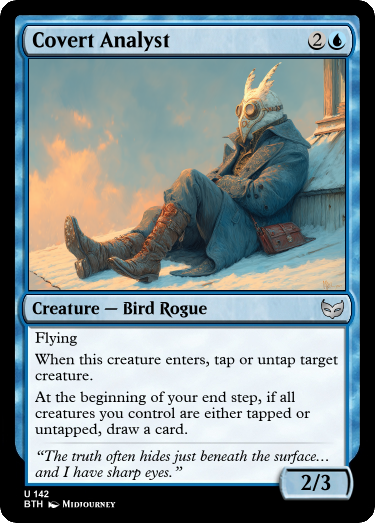 Covert Analyst 2
Creature — Bird Rogue
Flying
When this creature enters, tap or untap target
creature.
At the beginning of your end step, if all
creatures you control are either tapped or
untapped, draw a card.
“The truth often hides just beneath the surface…
and I have sharp eyes.”
2/3
U 142
BTH Midjourney